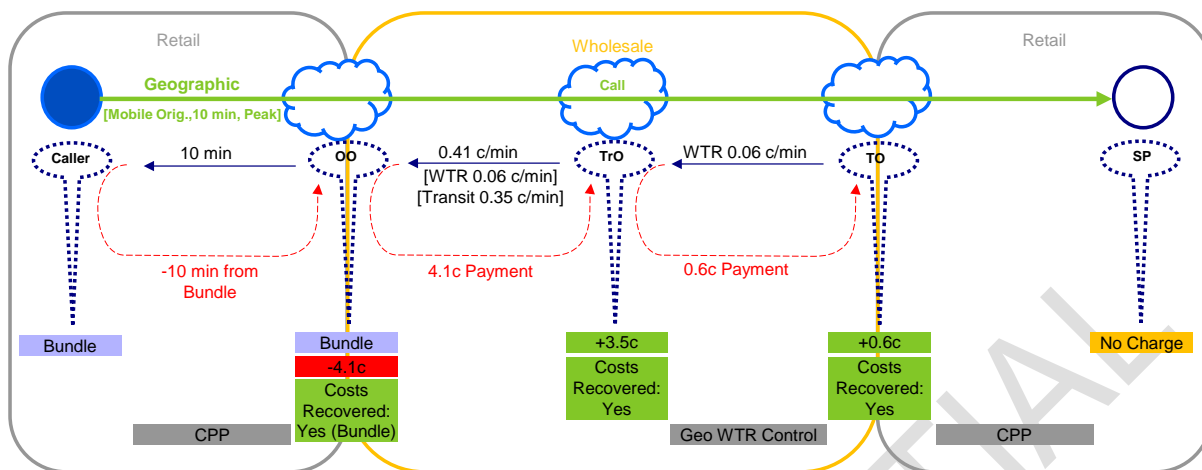 Retail
Wholesale
Retail
Geographic
Call
[Mobile Orig.,10 min, Peak]
Caller
10 min
OO
0.41 c/min
[WTR 0.06 c/min]
[Transit 0.35 c/min]
TrO
WTR 0.06 c/min
TO
SP
-10 min from
Bundle
4.1c Payment
0.6c Payment
Bundle
Bundle
-4.1c
Costs
Recovered:
Yes (Bundle)
+3.5c
Costs
Recovered:
Yes
+0.6c
Costs
Recovered:
Yes
No Charge
CPP
Geo WTR Control
CPP